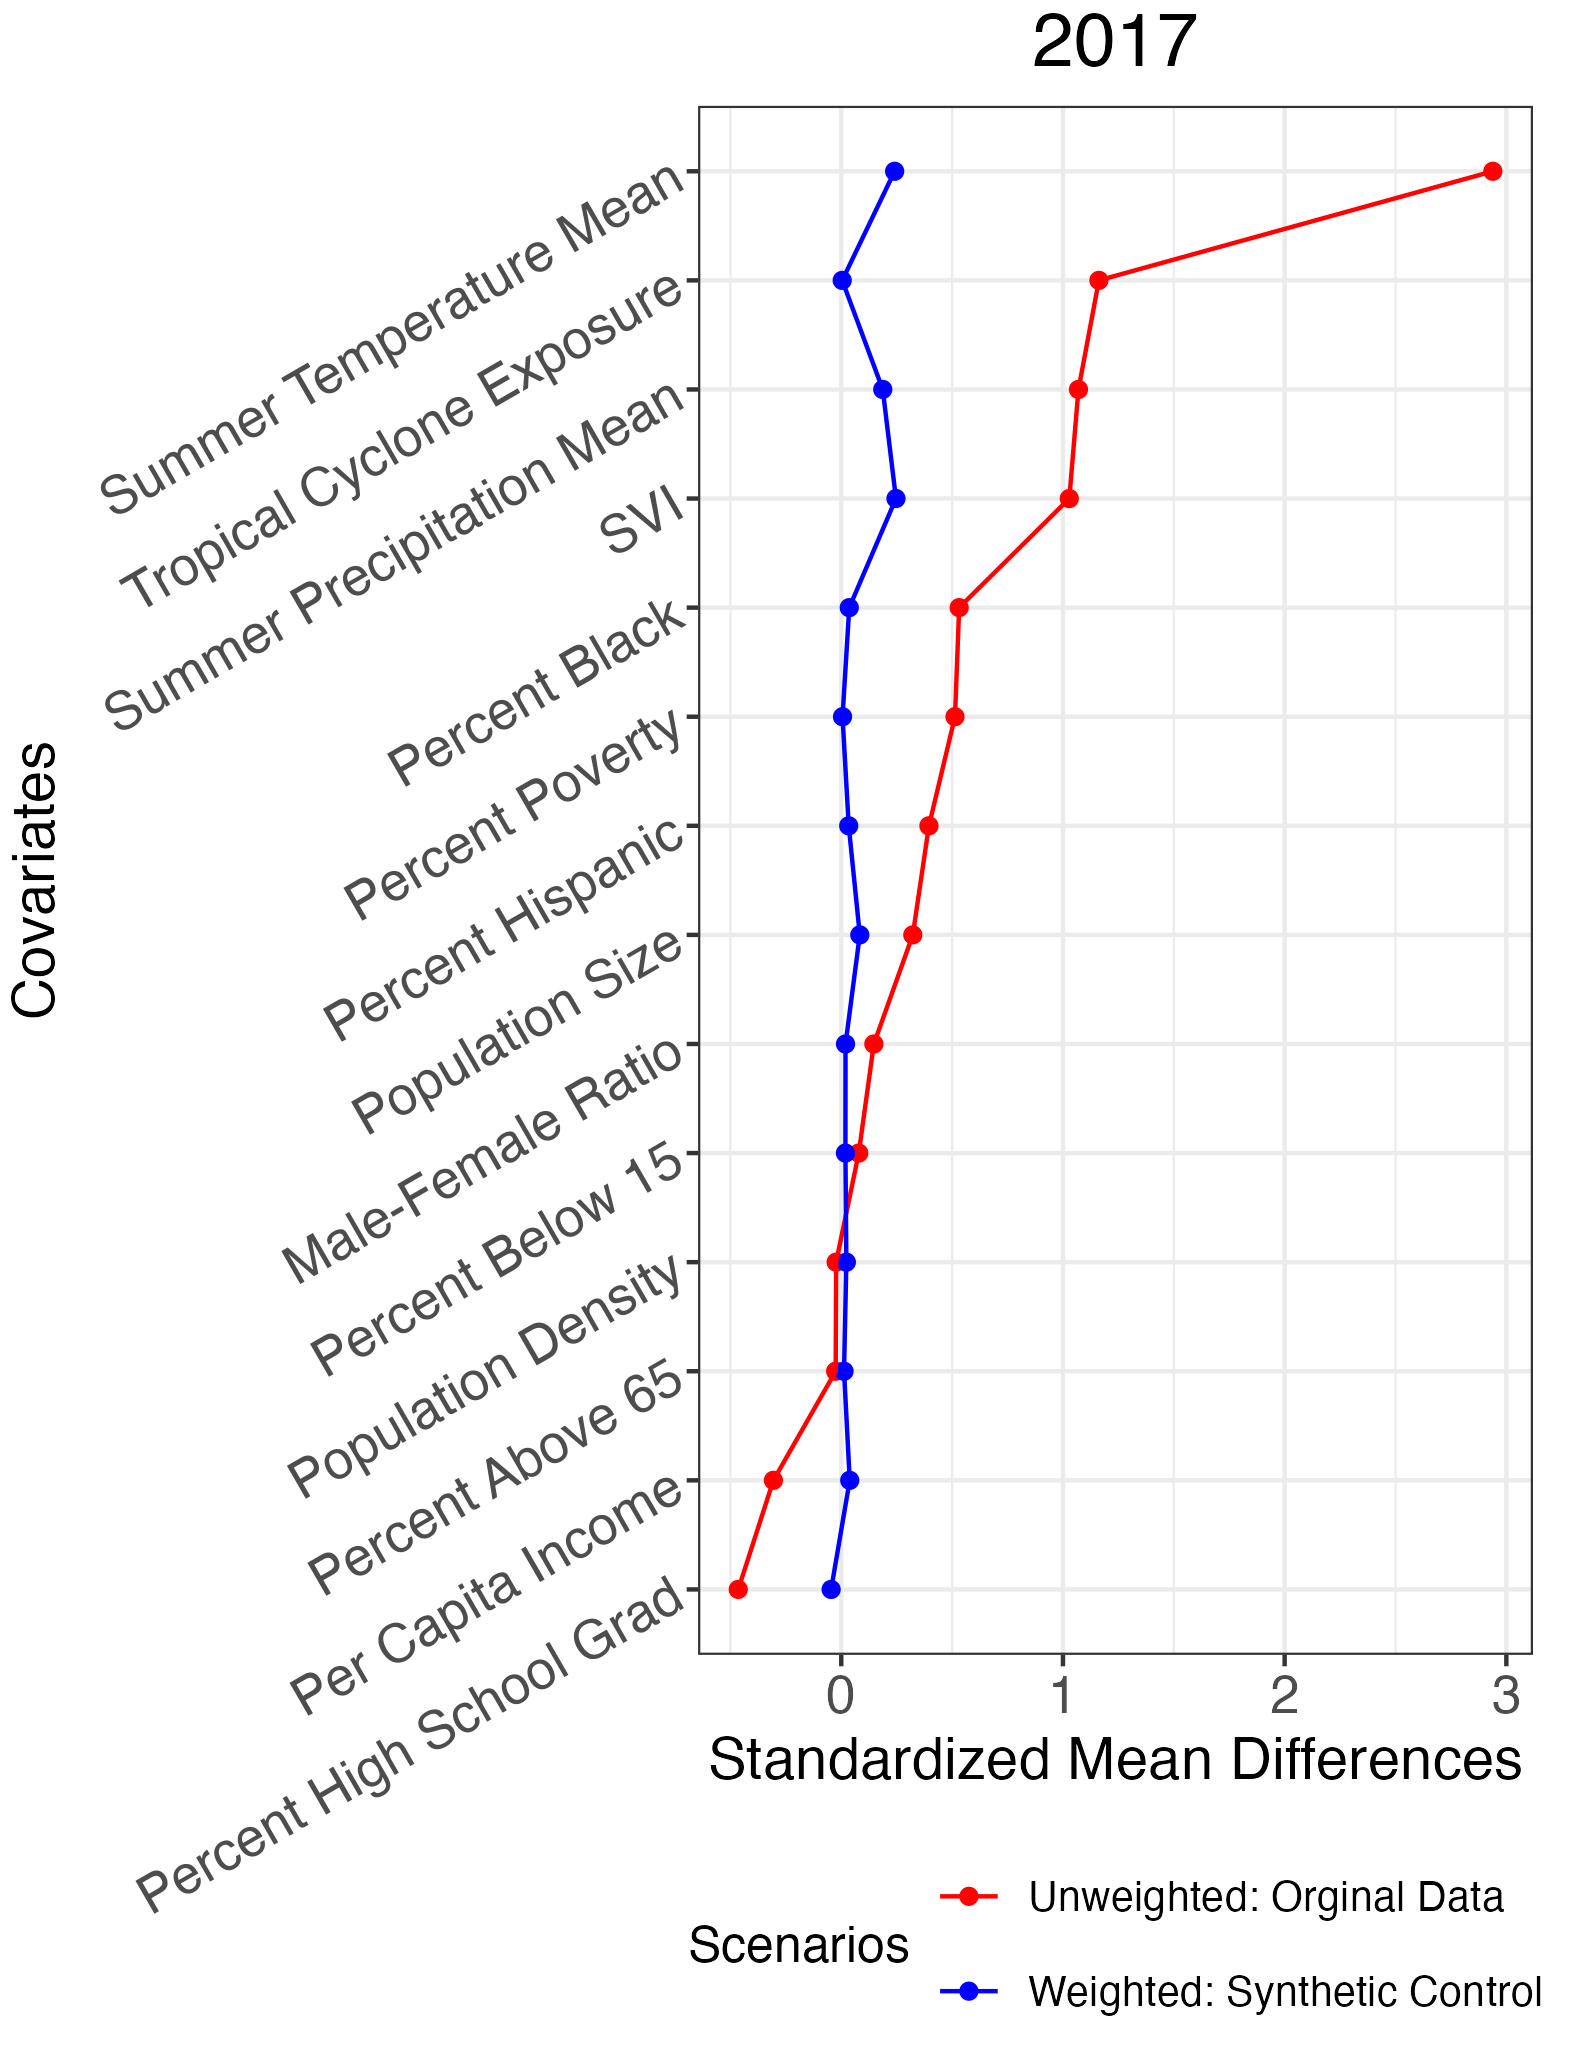 2017
Covariates
Summer Temperature Mean
Tropical Cyclone Exposure
Summer Precipitation Mean
SVI
Percent Black
Percent Poverty
Percent Hispanic
Population Size
Male-Female Ratio
Percent Below 15
Population Density
Percent Above 65
Per Capita Income
Percent High School Grad
0 1 2 3
Standardized Mean Differences
Scenarios
Unweighted: Orginal Data
Weighted: Synthetic Control